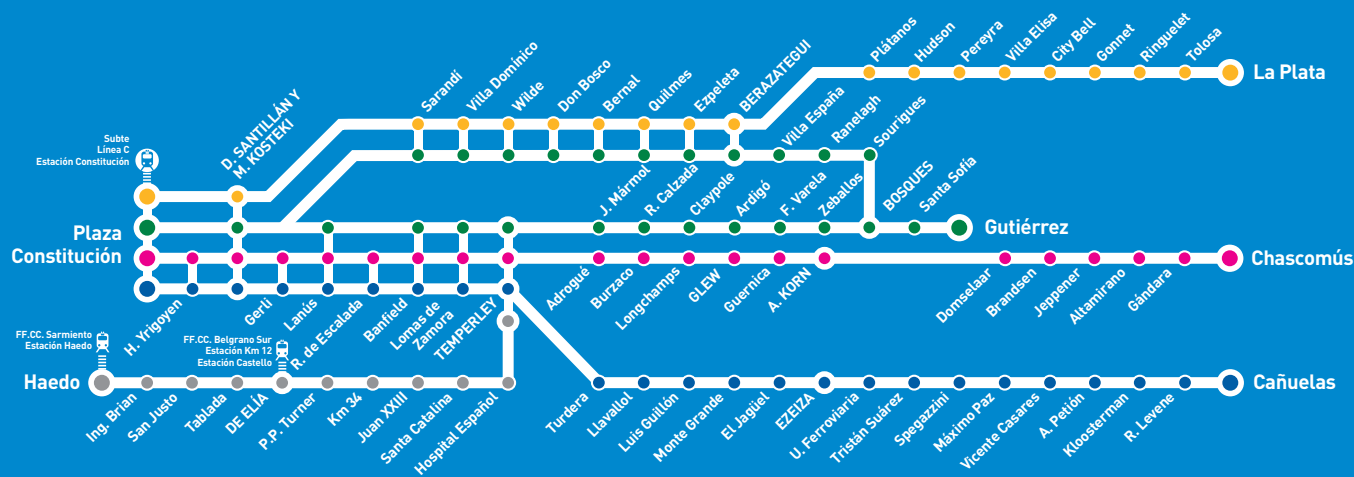 Plátanos
Hudson
Pereyra
Villa Elisa
City Bell
Gonnet
Ringuelet
Tolosa
La Plata
Sarandí
Villa Domínico
Wilde
Don Bosco
Bernal
Quilmes
Ezpeleta
BERAZATEGUI
Villa España
Ranelagh
Sourigues
Subte
Línea C
Estación Constitución
D. SANTILLÁN Y
M. KOSTEKI
J. Mármol
R. Calzada
Claypole
Ardigó
F. Varela
Zeballos
BOSQUES
Santa Sofía
Gutiérrez
Plaza
Constitución
Chascomús
H. Yrigoyen
Gerli
Lanús
R. de Escalada
Banfield
Lomas de
Zamora
TEMPERLEY
Adrogué
Burzaco
Longchamps
GLEW
Guernica
A. KORN
Domselaar
Brandsen
Jeppener
Altamirano
Gándara
FF.CC. Sarmiento
Estación Haedo
FF.CC. Belgrano Sur
Estación Km 12
Estación Castello
Haedo
Ing. Brian
San Justo
Tablada
DE ELÍA
P.P. Turner
Km 34
Juan XXIII
Santa Catalina
Hospital Español
Turdera
Llavallol
Luis Guillón
Monte Grande
El Jagüel
EZEIZA
U. Ferroviaria
Tristán Suárez
Spegazzini
Máximo Paz
Vicente Casares
A. Petión
Kloosterman
R. Levene
Cañuelas